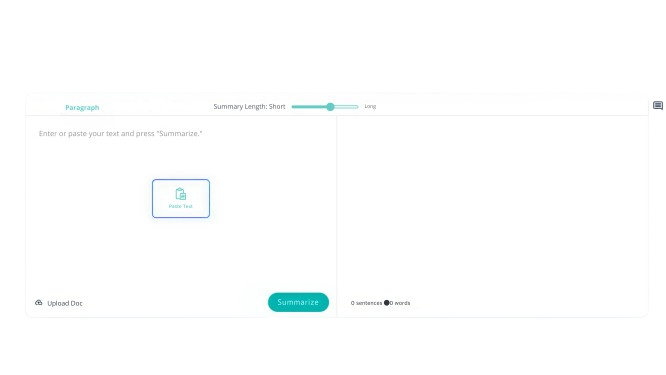 Paragraph
Summary Length: Short
Long
Enter or paste your text and press "Summarize."
Paste Text
Upload Doc
Summarize
0 sentences ●0 words